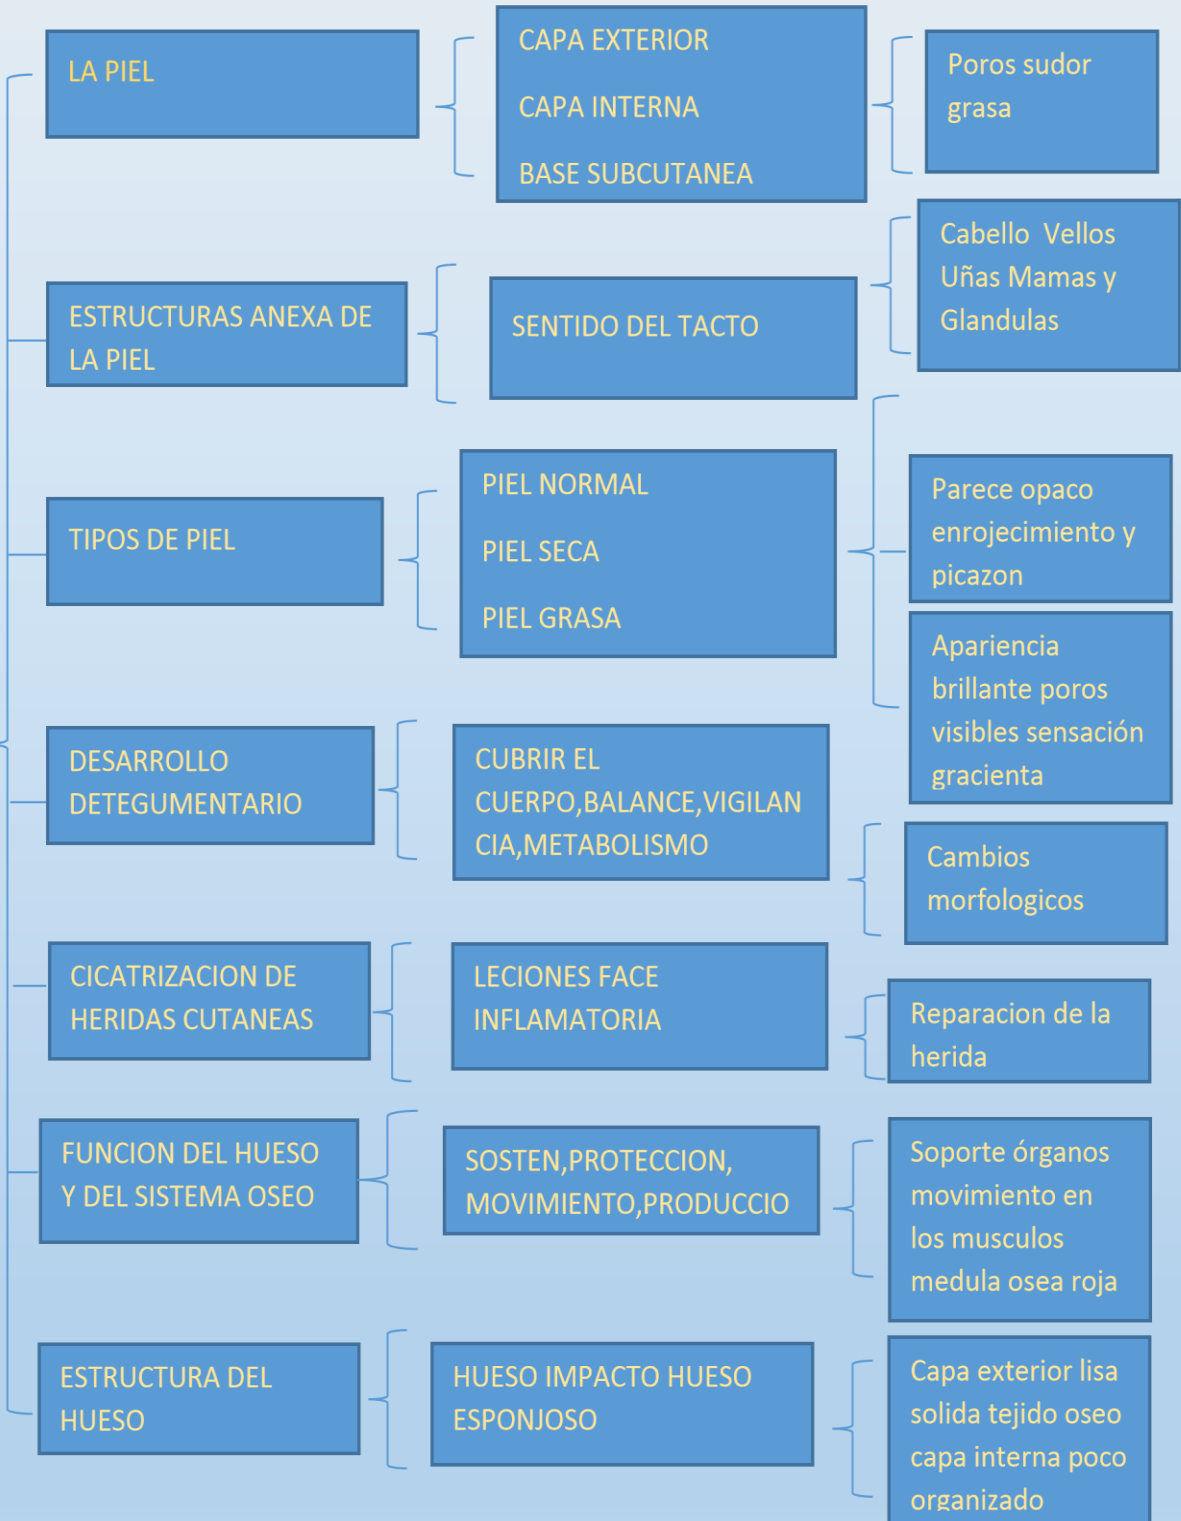 LA PIEL
CAPA EXTERIOR
CAPA INTERNA
BASE SUBCUTANEA
Poros sudor
grasa
ESTRUCTURAS ANEXA DE
LA PIEL
SENTIDO DEL TACTO
Cabello Vellos
Uñas Mamas y
Glandulas
TIPOS DE PIEL
PIEL NORMAL
PIEL SECA
PIEL GRASA
Parece opaco
enrojecimiento y
picazon
Apariencia
brillante poros
visibles sensación
gracienta
DESARROLLO
DETEGUMENTARIO
CUBRIR EL
CUERPO,BALANCE,VIGILAN
CIA,METABOLISMO
Cambios
morfologicos
CICATRIZACION DE
HERIDAS CUTANEAS
LECIONES FACE
INFLAMATORIA
Reparacion de la
herida
FUNCION DEL HUESO
Y DEL SISTEMA OSEO
SOSTEN,PROTECCION,
MOVIMIENTO,PRODUCCIO
Soporte órganos
movimiento en
los musculos
medula osea roja
ESTRUCTURA DEL
HUESO
HUESO IMPACTO HUESO
ESPONJOSO
Capa exterior lisa
solida tejido oseo
capa interna poco
organizado